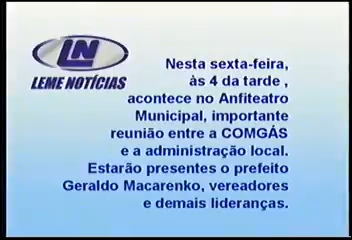 LN
LEME NOTÍCIAS
Nesta sexta-feira,
às 4 da tarde ,
acontece no Anfiteatro
Municipal, importante
reunião entre a COMGÁS
e a administração local.
Estarão presentes o prefeito
Geraldo Macarenko, vereadores
e demais lideranças.